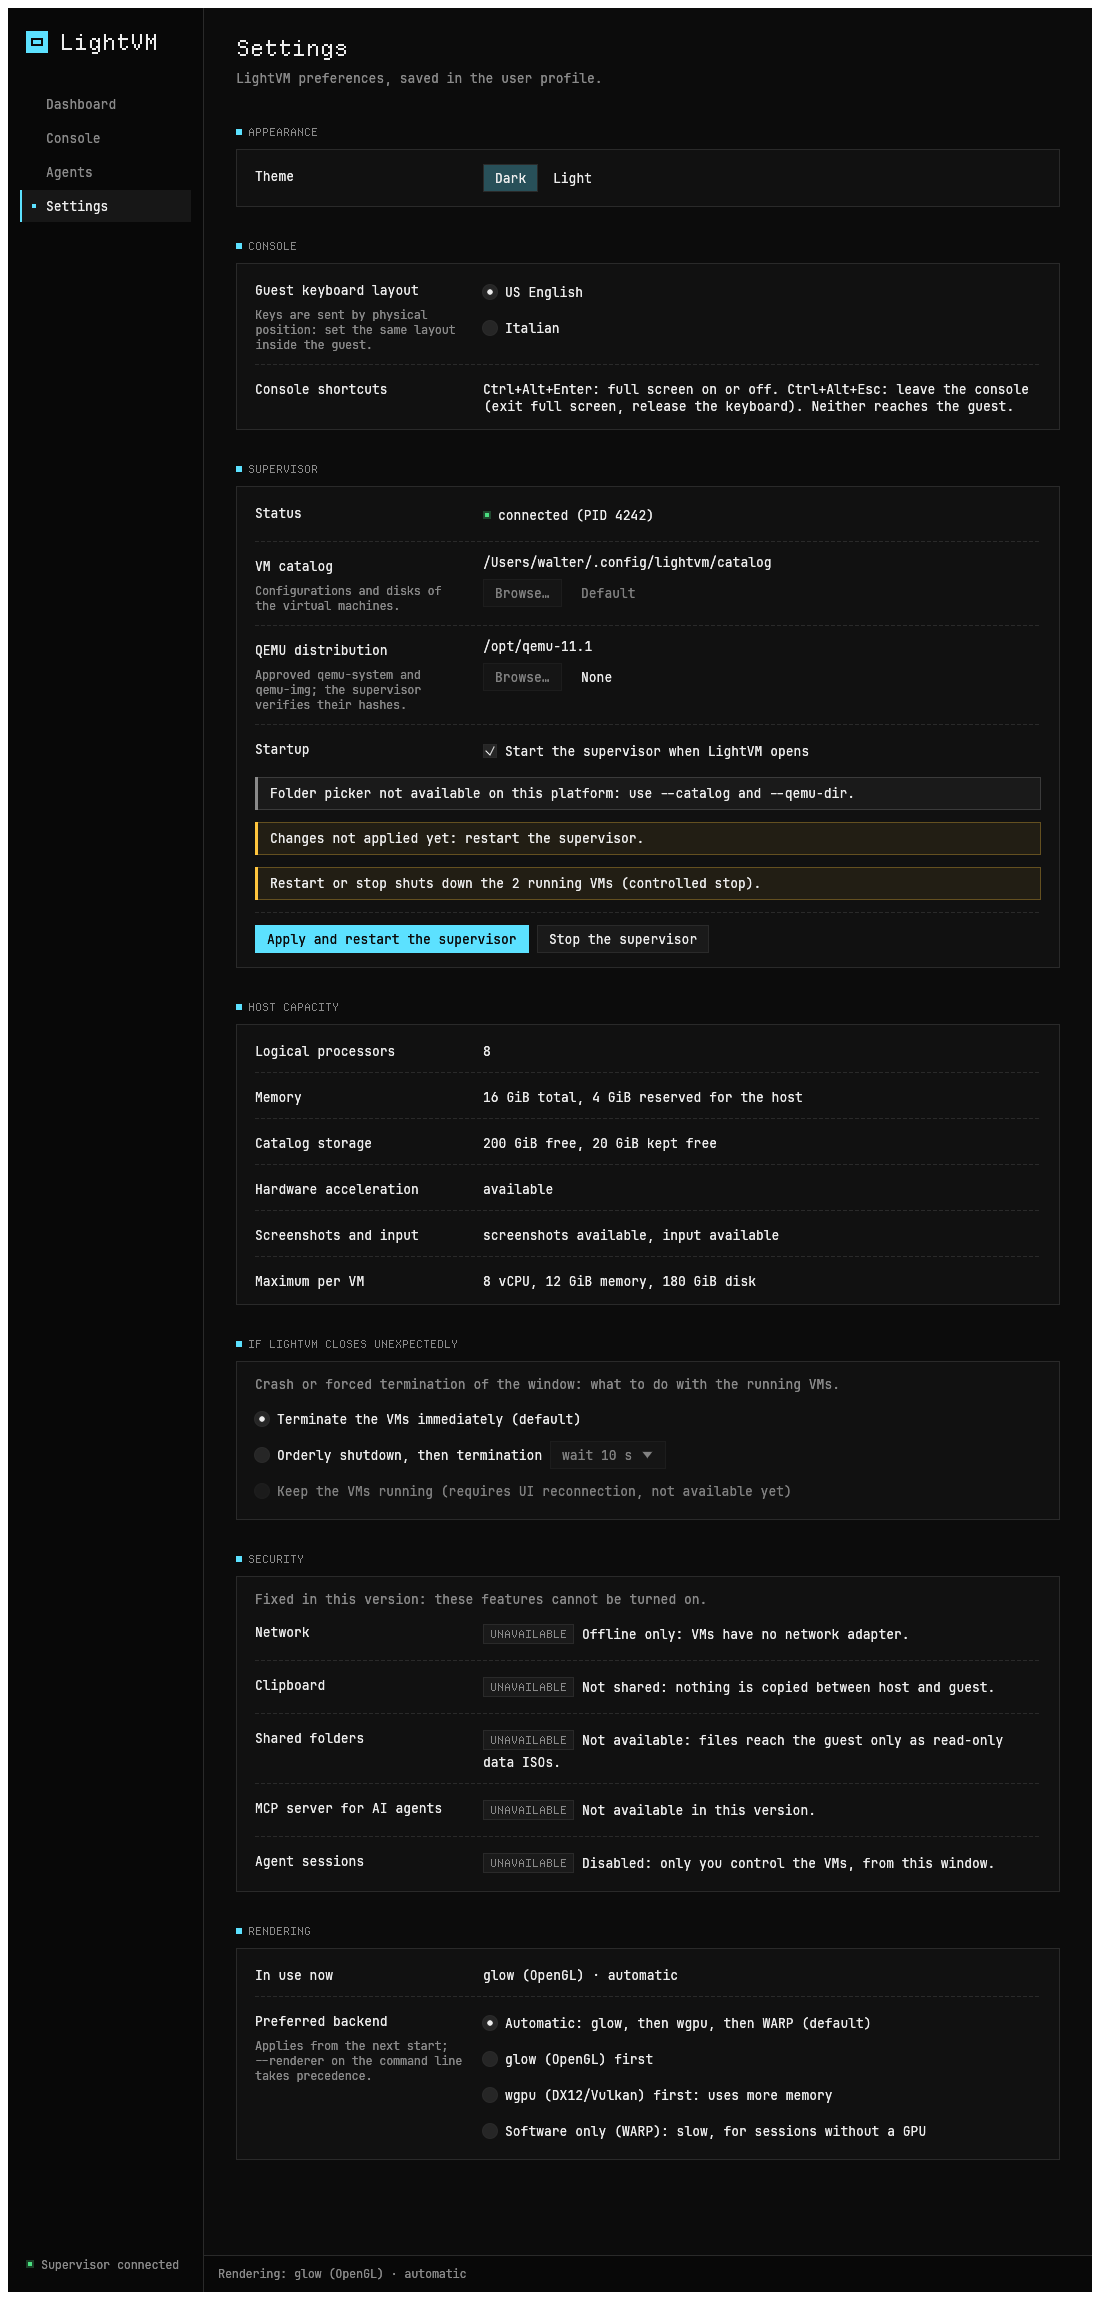 LightVM
Dashboard
Console
Agents
Settings
Settings
LightVM preferences, saved in the user profile.
APPEARANCE
Theme
Dark Light
CONSOLE
Guest keyboard layout
Keys are sent by physical
position: set the same layout
inside the guest.
US English
Italian
Console shortcuts
Ctrl+Alt+Enter: full screen on or off. Ctrl+Alt+Esc: leave the console
(exit full screen, release the keyboard). Neither reaches the guest.
SUPERVISOR
Status
connected (PID 4242)
VM catalog
Configurations and disks of
the virtual machines.
/Users/walter/.config/lightvm/catalog
Browse… Default
QEMU distribution
Approved qemu-system and
qemu-img; the supervisor
verifies their hashes.
/opt/qemu-11.1
Browse… None
Startup
Start the supervisor when LightVM opens
Folder picker not available on this platform: use --catalog and --qemu-dir.
Changes not applied yet: restart the supervisor.
Restart or stop shuts down the 2 running VMs (controlled stop).
Apply and restart the supervisor Stop the supervisor
HOST CAPACITY
Logical processors 8
Memory 16 GiB total, 4 GiB reserved for the host
Catalog storage 200 GiB free, 20 GiB kept free
Hardware acceleration available
Screenshots and input screenshots available, input available
Maximum per VM 8 vCPU, 12 GiB memory, 180 GiB disk
IF LIGHTVM CLOSES UNEXPECTEDLY
Crash or forced termination of the window: what to do with the running VMs.
Terminate the VMs immediately (default)
Orderly shutdown, then termination wait 10 s
Keep the VMs running (requires UI reconnection, not available yet)
SECURITY
Fixed in this version: these features cannot be turned on.
Network UNAVAILABLE Offline only: VMs have no network adapter.
Clipboard UNAVAILABLE Not shared: nothing is copied between host and guest.
Shared folders UNAVAILABLE Not available: files reach the guest only as read-only
data ISOs.
MCP server for AI agents UNAVAILABLE Not available in this version.
Agent sessions UNAVAILABLE Disabled: only you control the VMs, from this window.
RENDERING
In use now glow (OpenGL) · automatic
Preferred backend
Applies from the next start;
--renderer on the command line
takes precedence.
Automatic: glow, then wgpu, then WARP (default)
glow (OpenGL) first
wgpu (DX12/Vulkan) first: uses more memory
Software only (WARP): slow, for sessions without a GPU
Supervisor connected
Rendering: glow (OpenGL) · automatic